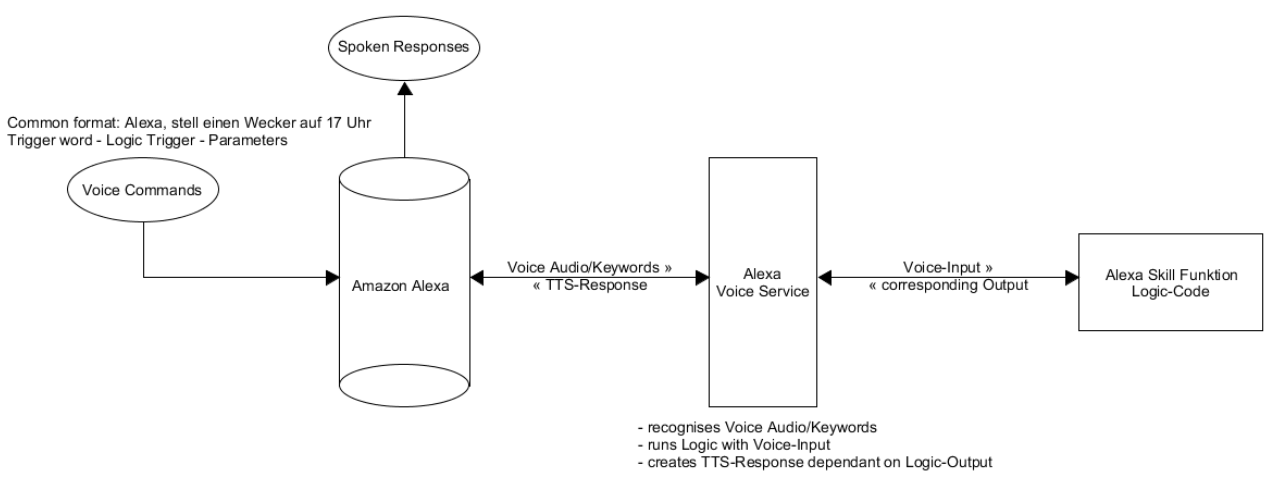 Spoken Responses
Common format: Alexa, stell einen Wecker auf 17 Uhr
Trigger word - Logic Trigger - Parameters
Voice Commands
Amazon Alexa
Voice Audio/Keywords »
« TTS-Response
Alexa
Voice Service
Voice-Input »
« corresponding Output
Alexa Skill Funktion
Logic-Code
- recognises Voice Audio/Keywords
- runs Logic with Voice-Input
- creates TTS-Response dependant on Logic-Output